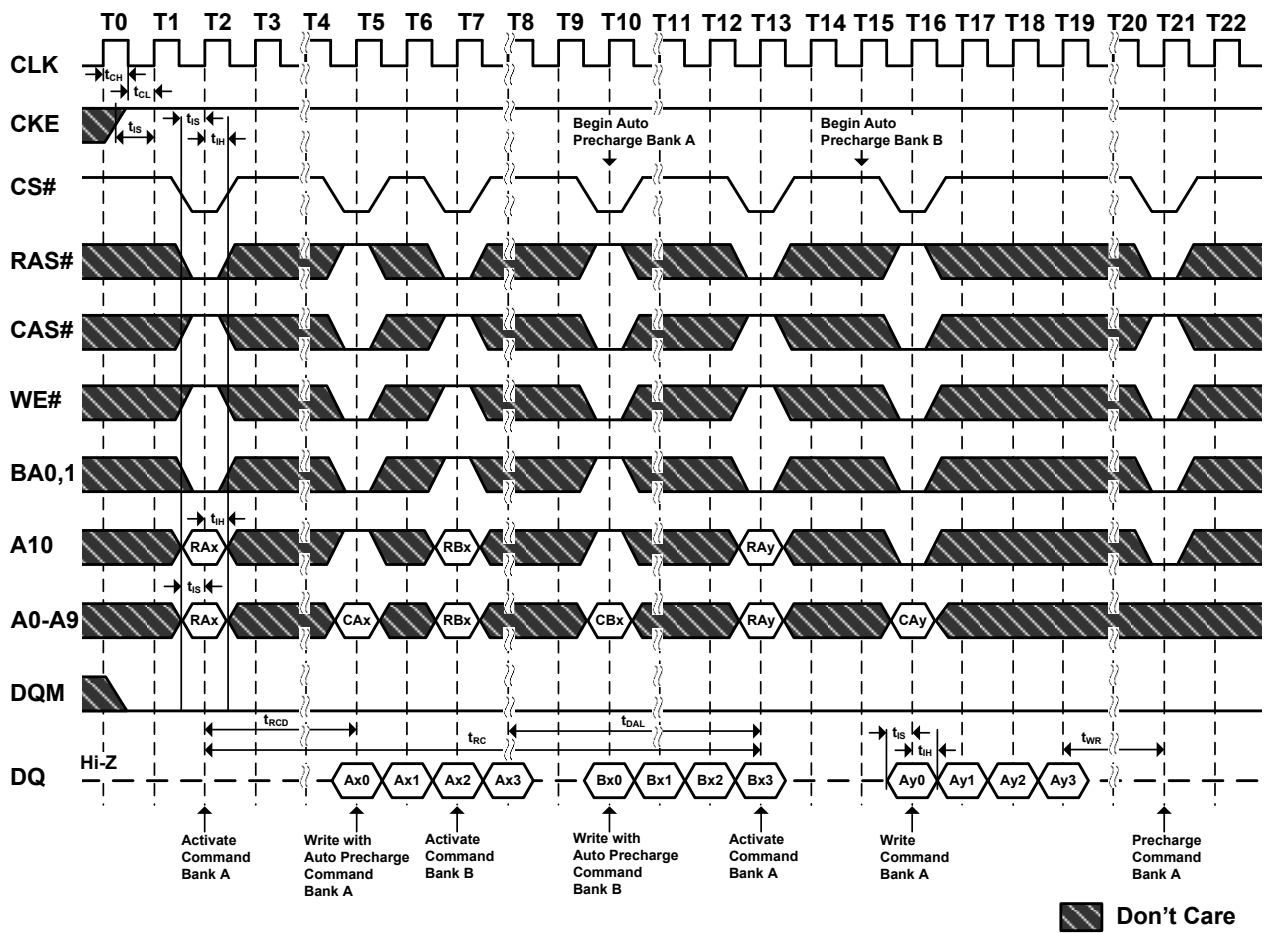 T0 T1 T2 T3 T4 T5 T6 T7 T8 T9 T10 T11 T12 T13 T14 T15 T16 T17 T18 T19 T20 T21 T22
CLK
tCH
tCL
CKE
tIS
tIS
tIH
Begin Auto
Precharge Bank A
Begin Auto
Precharge Bank B
CS#
RAS#
CAS#
WE#
BA0,1
tIH
A10
RAx RBx RAy
tIS
A0-A9
RAx CAx RBx CBx RAy CAy
DQM
tRCD
tDAL
tRC
tIS
tIH
tWR
Hi-Z
DQ
Ax0 Ax1 Ax2 Ax3 Bx0 Bx1 Bx2 Bx3 Ay0 Ay1 Ay2 Ay3
Activate
Command
Bank A
Write with
Auto Precharge
Command
Bank A
Activate
Command
Bank B
Write with
Auto Precharge
Command
Bank B
Activate
Command
Bank A
Write
Command
Bank A
Precharge
Command
Bank A
Don't Care